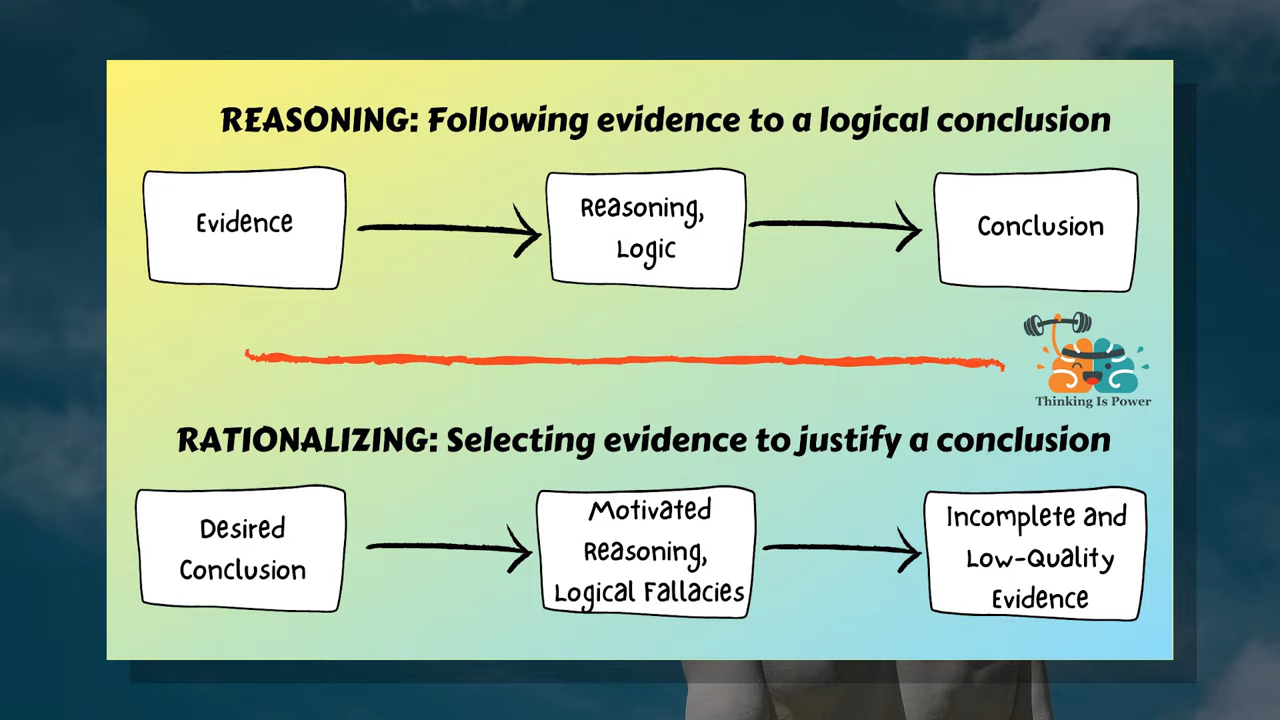 REASONING: Following evidence to a logical conclusion
Evidence
Reasoning,
Logic
Conclusion
Thinking Is Power
RATIONALIZING: Selecting evidence to justify a conclusion
Desired
Conclusion
Motivated
Reasoning,
Logical Fallacies
Incomplete and
Low-Quality
Evidence